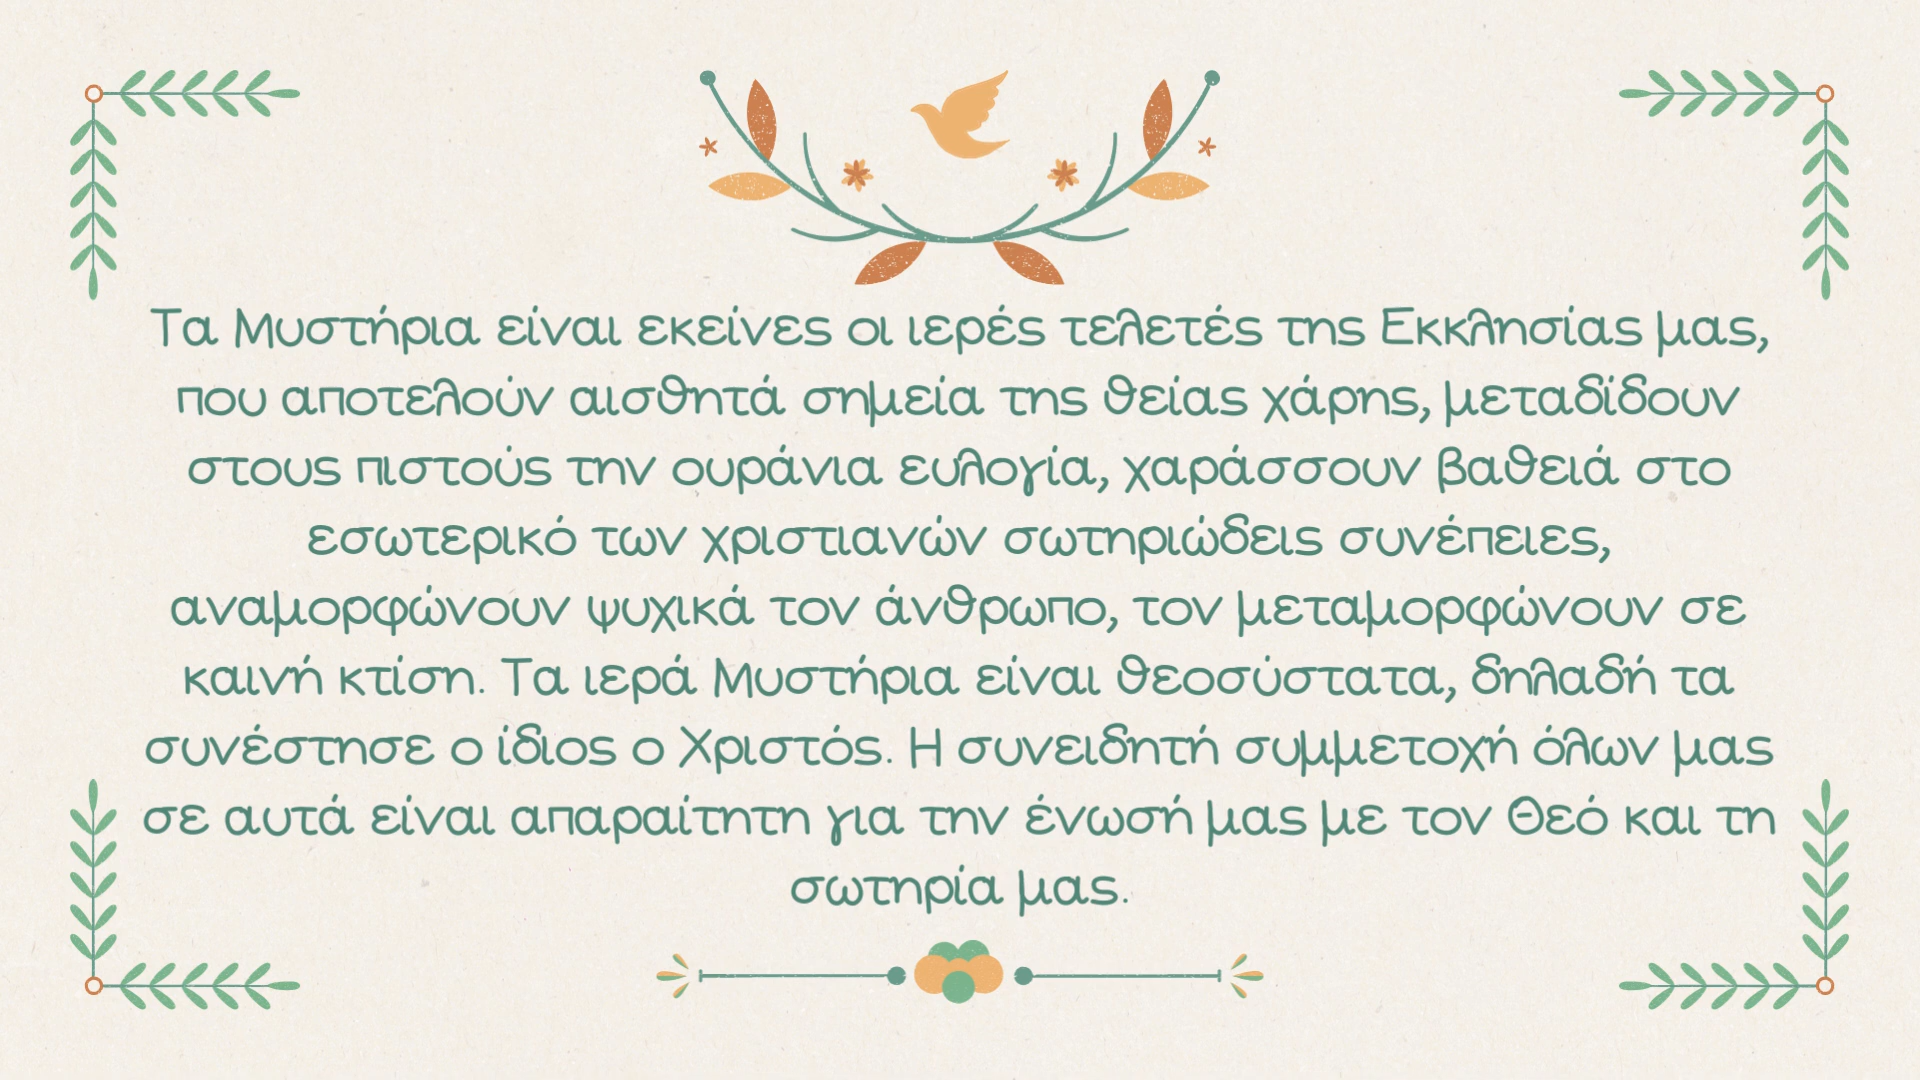 Τα Μυστήρια είναι εκείνες οι ιερές τελετές της Εκκλησίας μας,
που αποτελούν αισθητά σημεία της θείας χάρης, μεταδίδουν
στους πιστούς την ουράνια ευλογία, χαράσσουν βαθειά στο
εσωτερικό των χριστιανών σωτηριώδεις συνέπειες,
αναμορφώνουν ψυχικά τον άνθρωπο, τον μεταμορφώνουν σε
καινή κτίση. Τα ιερά Μυστήρια είναι θεοσύστατα, δηλαδή τα
συνέστησε ο ίδιος ο Χριστός. Η συνειδητή συμμετοχή όλων μας
σε αυτά είναι απαραίτητη για την ένωσή μας με τον Θεό και τη
σωτηρία μας.